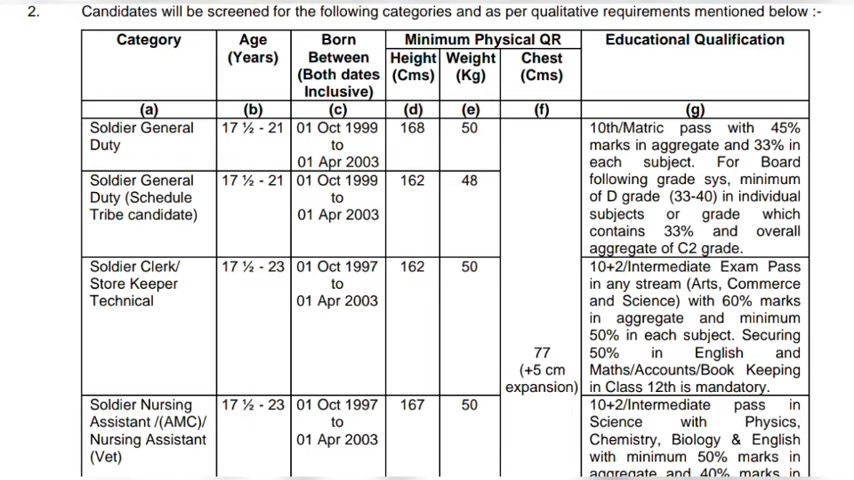 2. Candidates will be screened for the following categories and as per qualitative requirements mentioned below :-
Category Age (Years) Born Between (Both dates Inclusive) Minimum Physical QR Educational Qualification
Height (Cms) Weight (Kg) Chest (Cms)
(a) (b) (c) (d) (e) (f) (g)
Soldier General 17 ½ - 21 01 Oct 1999 168 50 10th/Matric pass with 45%
Duty to marks in aggregate and 33% in
01 Apr 2003 each subject. For Board
Soldier General 17 ½ - 21 01 Oct 1999 162 48 following grade sys, minimum
Duty (Schedule to of D grade (33-40) in individual
Tribe candidate) 01 Apr 2003 subjects or grade which
contains 33% and overall
aggregate of C2 grade.
Soldier Clerk/ 17 ½ - 23 01 Oct 1997 162 50 10+2/Intermediate Exam Pass
Store Keeper to in any stream (Arts, Commerce
Technical 01 Apr 2003 and Science) with 60% marks
in aggregate and minimum
50% in each subject. Securing
77 50% in English and
(+5 cm Maths/Accounts/Book Keeping
expansion) in Class 12th is mandatory.
Soldier Nursing 17 ½ - 23 01 Oct 1997 167 50 10+2/Intermediate pass in
Assistant /(AMC)/ to Science with Physics,
Nursing Assistant 01 Apr 2003 Chemistry, Biology & English
(Vet) with minimum 50% marks in
aggregate and 40% marks in